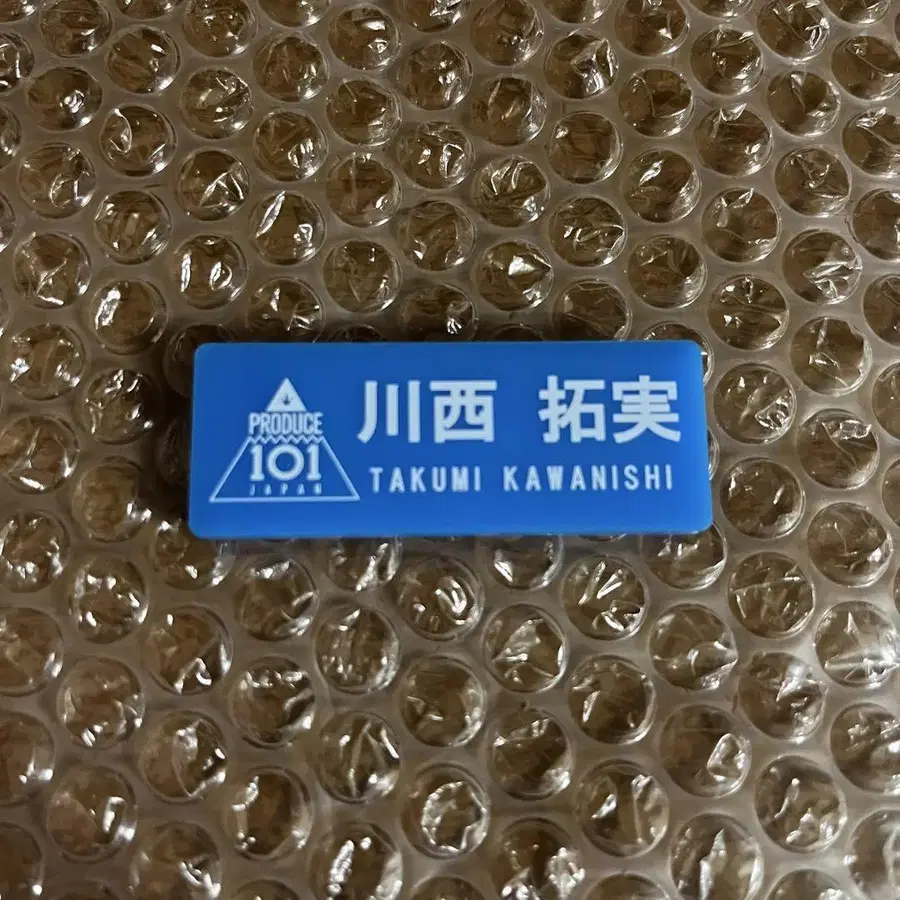 PRODUCE
101
JAPAN
川西 拓実
TAKUMI KAWANISHI